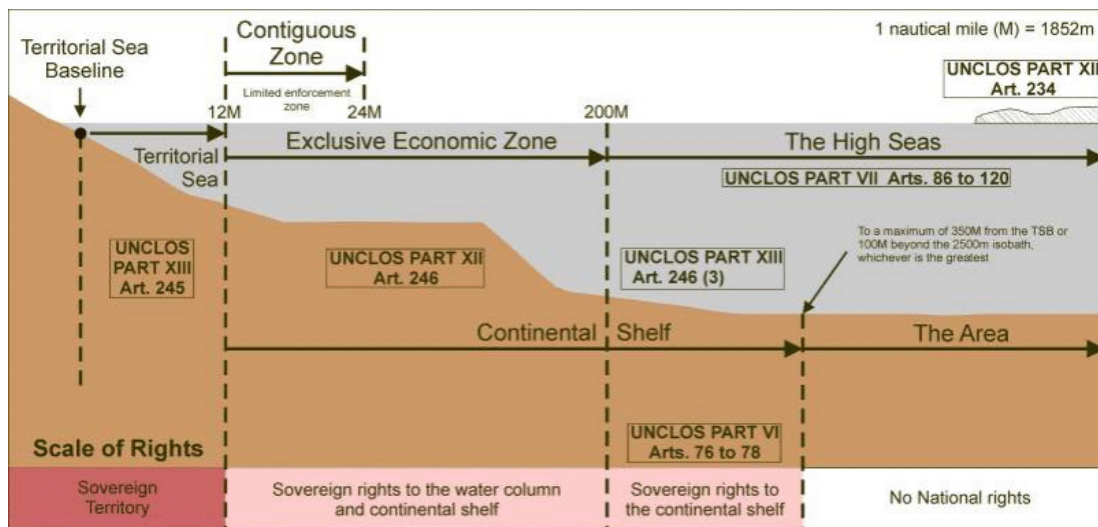 1 nautical mile (M) = 1852m
Territorial Sea
Baseline
Contiguous
Zone
Limited enforcement
zone
12M
24M
200M
UNCLOS PART XII
Art. 234
Territorial
Sea
Exclusive Economic Zone
The High Seas
UNCLOS PART VII Arts. 86 to 120
UNCLOS
PART XIII
Art. 245
UNCLOS PART XII
Art. 246
UNCLOS PART XIII
Art. 246 (3)
To a maximum of 350M from the TSB or
100M beyond the 2500m isobath,
whichever is the greatest
Continental Shelf
The Area
UNCLOS PART VI
Arts. 76 to 78
Scale of Rights
Sovereign
Territory
Sovereign rights to the water column
and continental shelf
Sovereign rights to
the continental shelf
No National rights